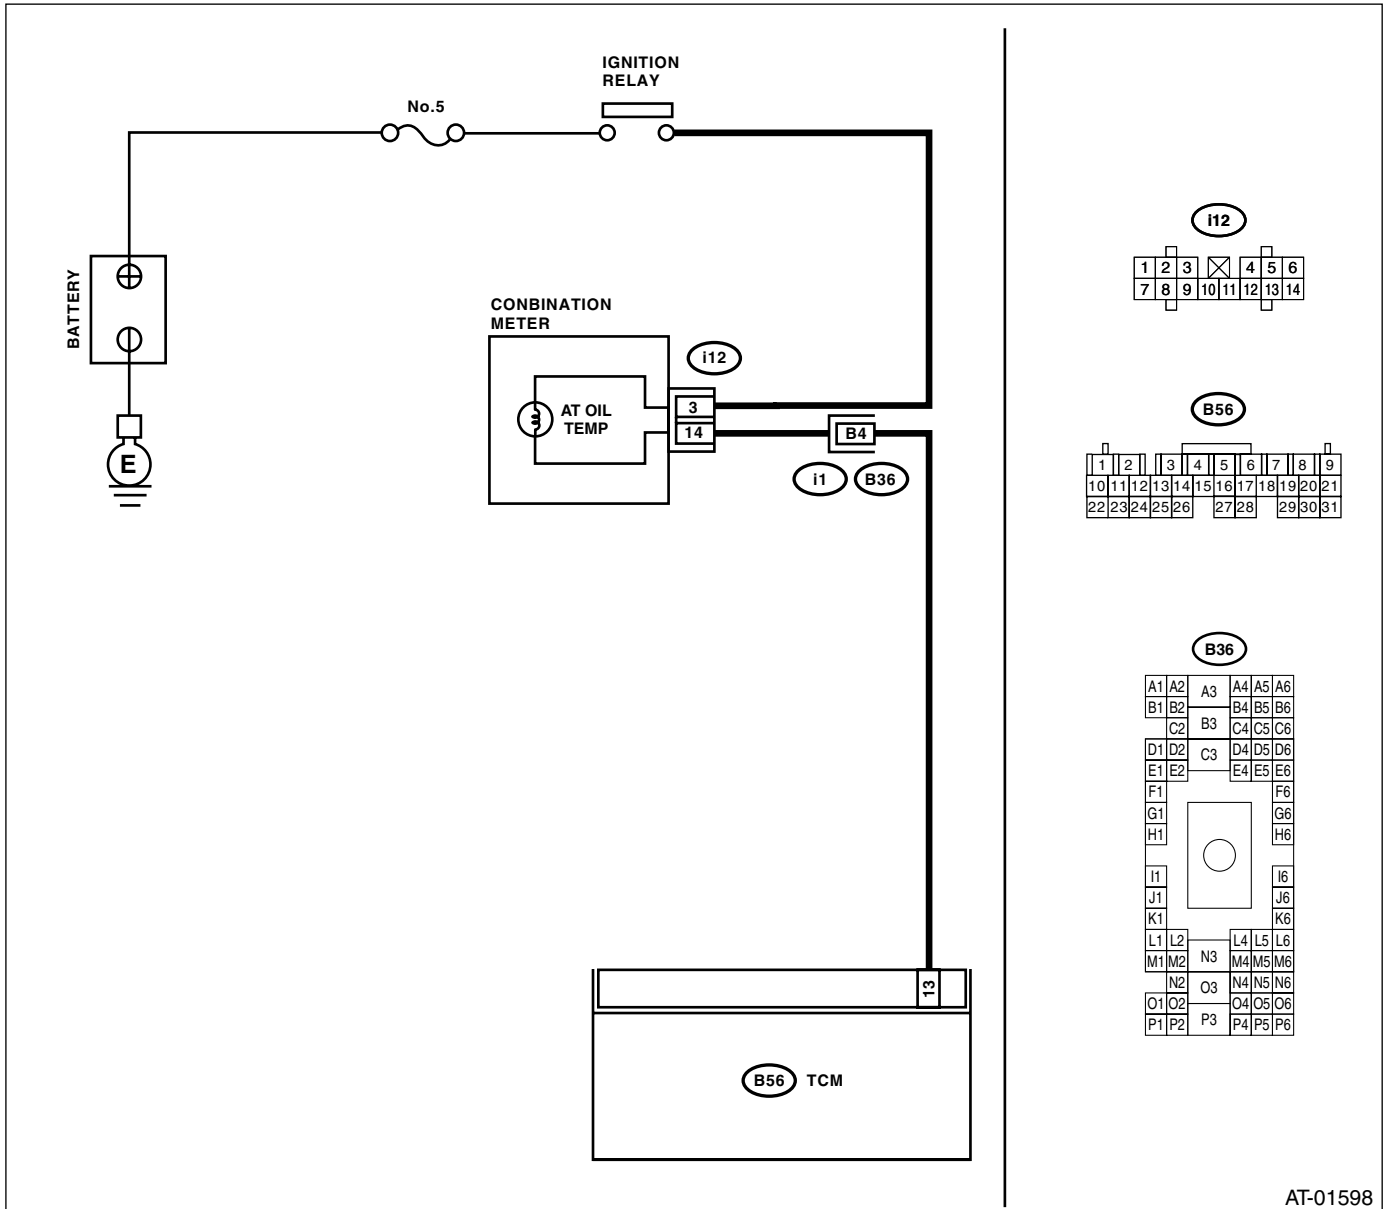 IGNITION
RELAY
No.5
BATTERY
E
CONBINATION
METER
AT OIL
TEMP
i12
3
14
B4
i1
B36
13
B56
TCM
i12
1 2 3 4 5 6
7 8 9 10 11 12 13 14
B56
1 2 3 4 5 6 7 8 9
10 11 12 13 14 15 16 17 18 19 20 21
22 23 24 25 26 27 28 29 30 31
B36
A1 A2 A3 A4 A5 A6
B1 B2 B4 B5 B6
C2 B3 C4 C5 C6
D1 D2 C3 D4 D5 D6
E1 E2 E4 E5 E6
F1 F6
G1 G6
H1 H6
I1 I6
J1 J6
K1 K6
L1 L2 L4 L5 L6
M1 M2 N3 M4 M5 M6
N2 O3 N4 N5 N6
O1 O2 O4 O5 O6
P1 P2 P3 P4 P5 P6
AT-01598